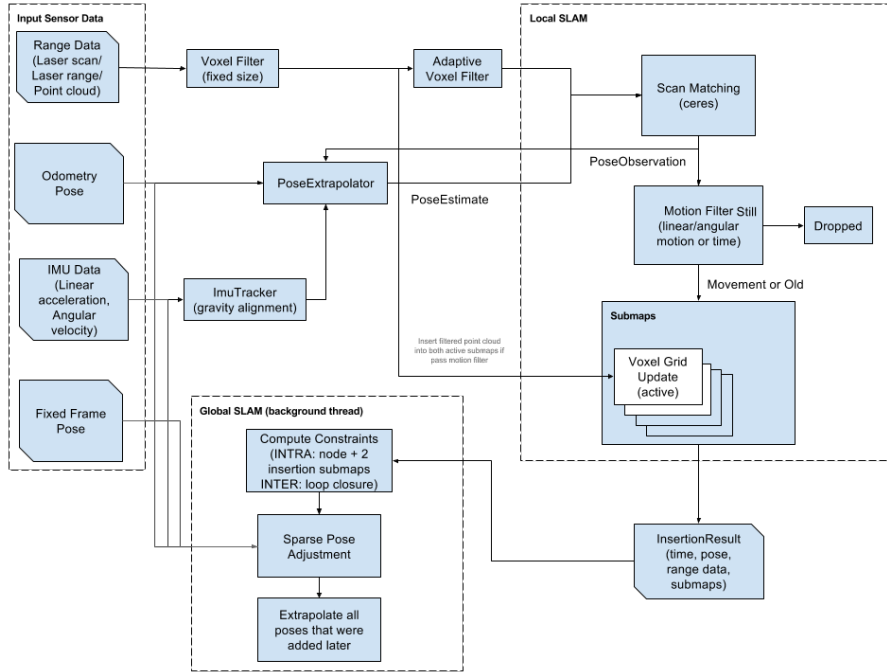 Input Sensor Data
Range Data
(Laser scan/
Laser range/
Point cloud)
Odometry
Pose
IMU Data
(Linear
acceleration,
Angular
velocity)
Fixed Frame
Pose
Voxel Filter
(fixed size)
Adaptive
Voxel Filter
PoseExtrapolator
PoseEstimate
ImuTracker
(gravity alignment)
Local SLAM
Scan Matching
(ceres)
PoseObservation
Motion Filter
(linear/angular
motion or time)
Still
Dropped
Movement or Old
Submaps
Voxel Grid
Update
(active)
Insert filtered point cloud
into both active submaps if
pass motion filter
InsertionResult
(time, pose,
range data,
submaps)
Global SLAM (background thread)
Compute Constraints
(INTRA: node + 2
insertion submaps
INTER: loop closure)
Sparse Pose
Adjustment
Extrapolate all
poses that were
added later